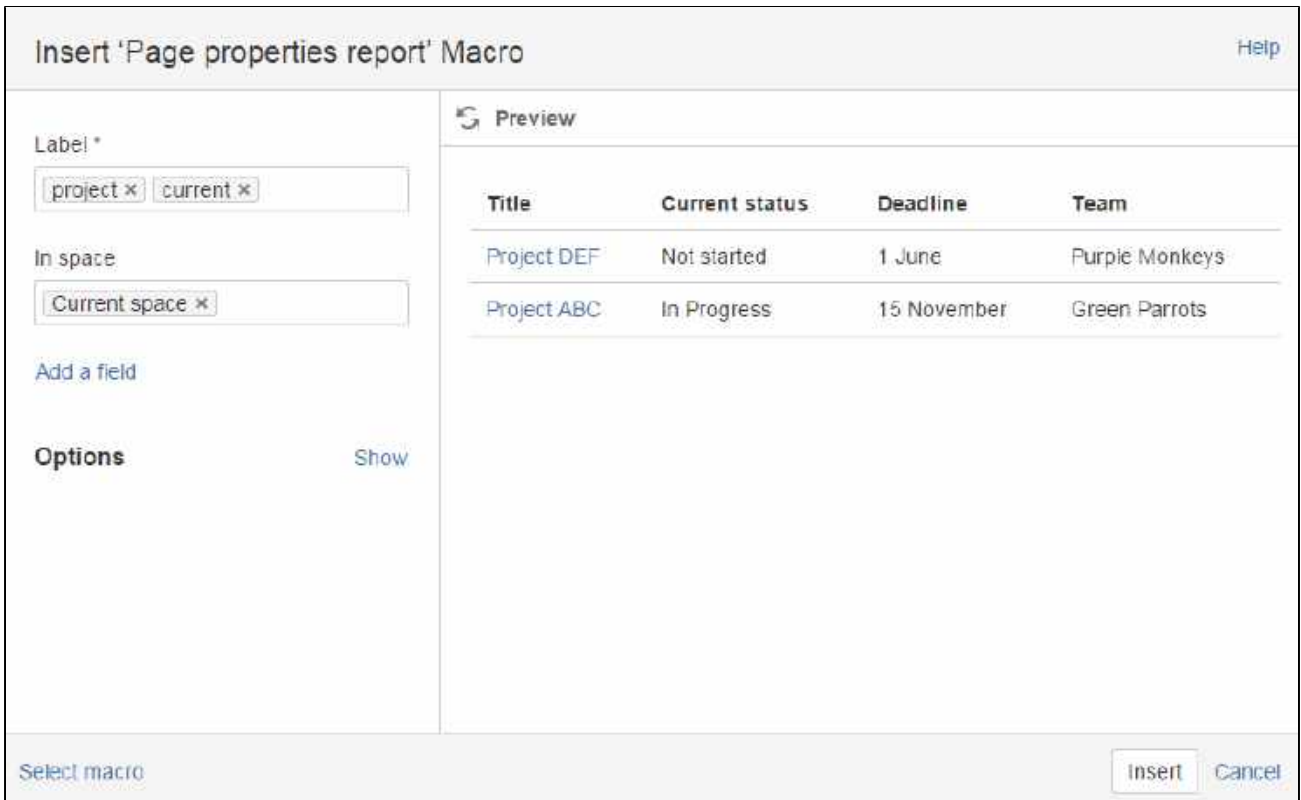 Insert ‘Page properties report’ Macro
Help
Label *
project × current ×
In space
Current space ×
Add a field
Options Show
Preview
Title Current status Deadline Team
Project DEF Not started 1 June Purple Monkeys
Project ABC In Progress 15 November Green Parrots
Select macro
Insert Cancel